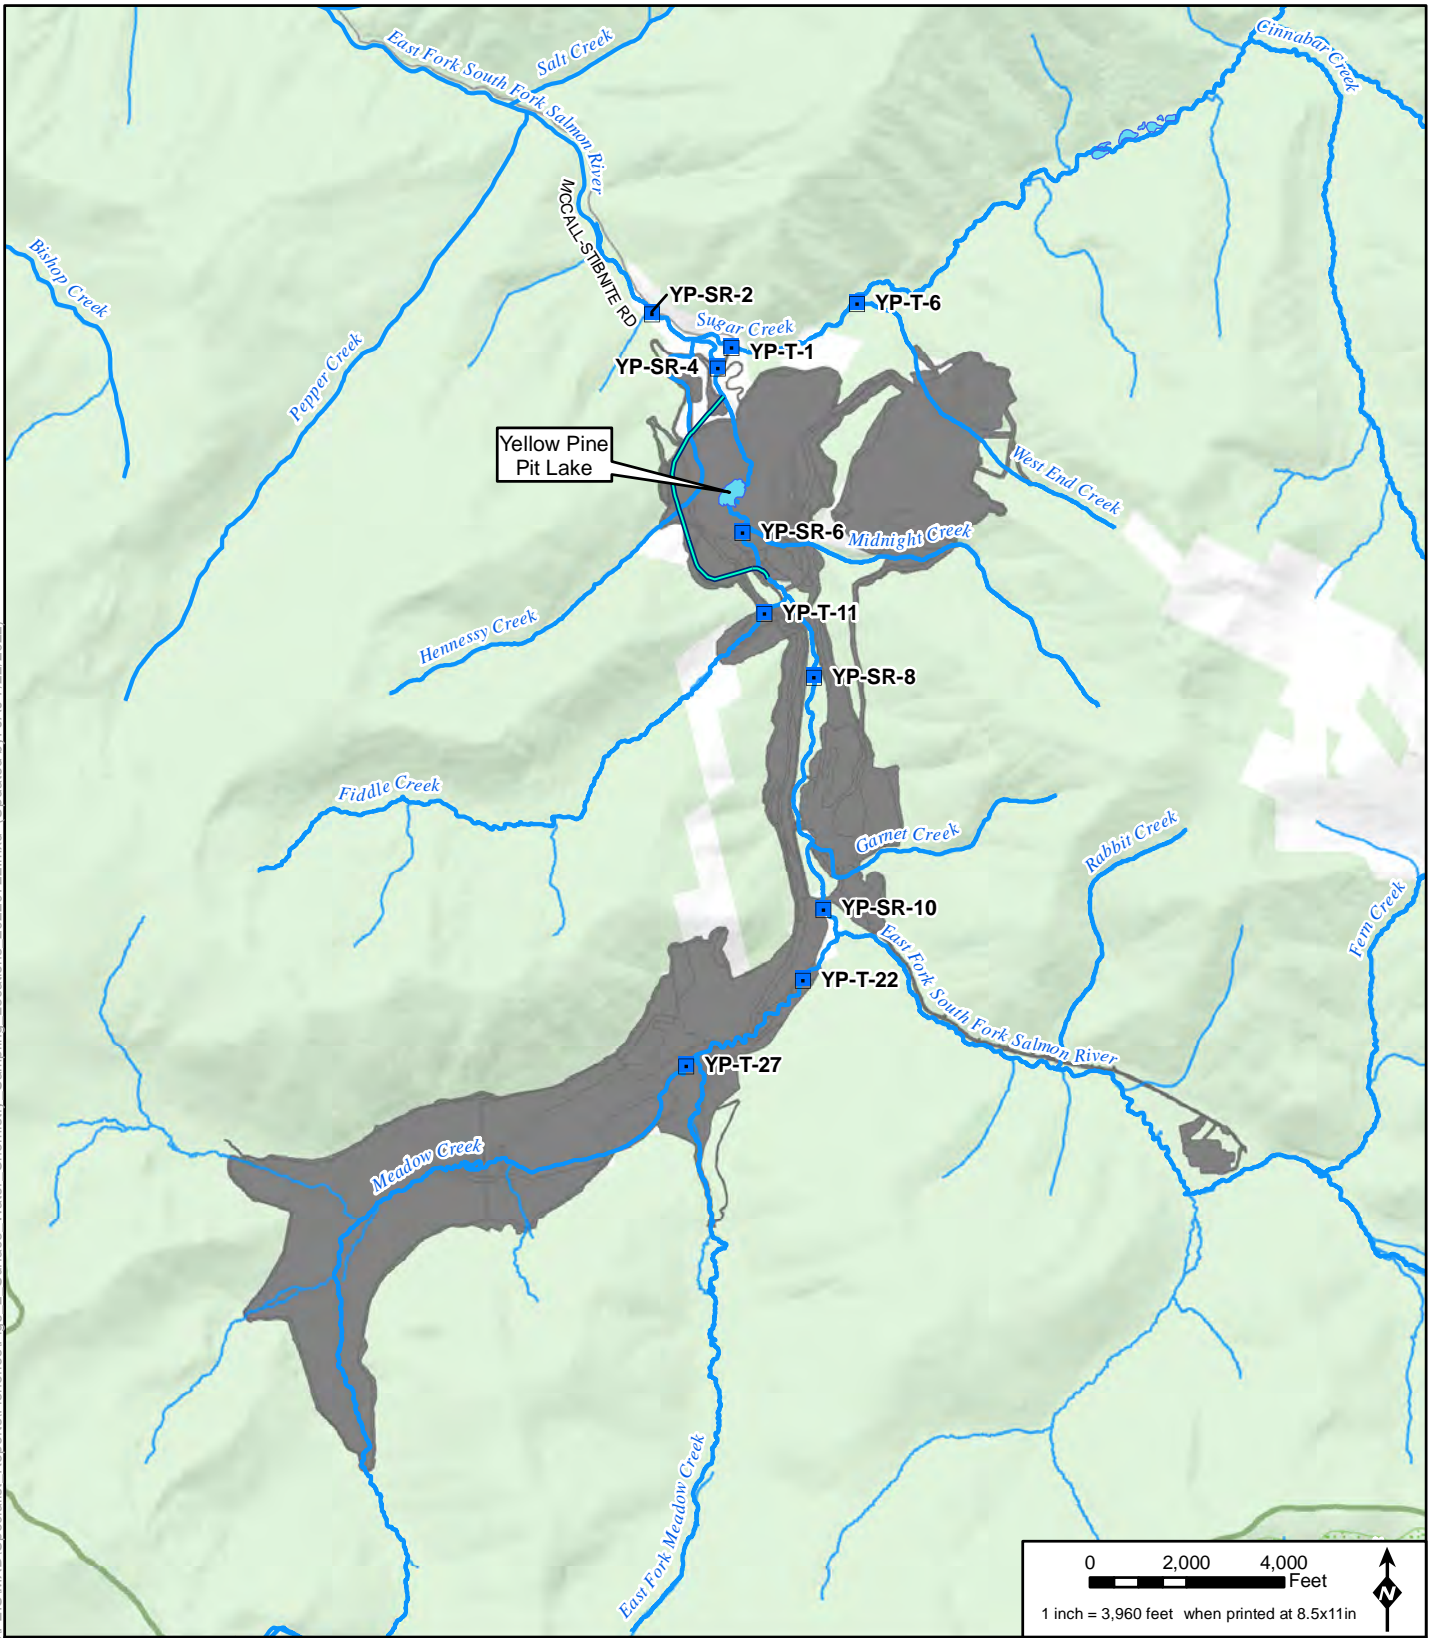 Cinnabar Creek
Salt Creek
East Fork South Fork Salmon River
MCCALL-STIBNITE RD
Bishop Creek
YP-SR-2
YP-T-6
Sugar Creek
YP-T-1
YP-SR-4
Pepper Creek
Yellow Pine
Pit Lake
West End Creek
YP-SR-6
Midnight Creek
YP-T-11
Hennessy Creek
YP-SR-8
Fiddle Creek
Garnet Creek
Rabbit Creek
YP-SR-10
Fern Creek
East Fork South Fork Salmon River
YP-T-22
YP-T-27
Meadow Creek
East Fork Meadow Creek
0 2,000 4,000
Feet
N
1 inch = 3,960 feet when printed at 8.5x11in